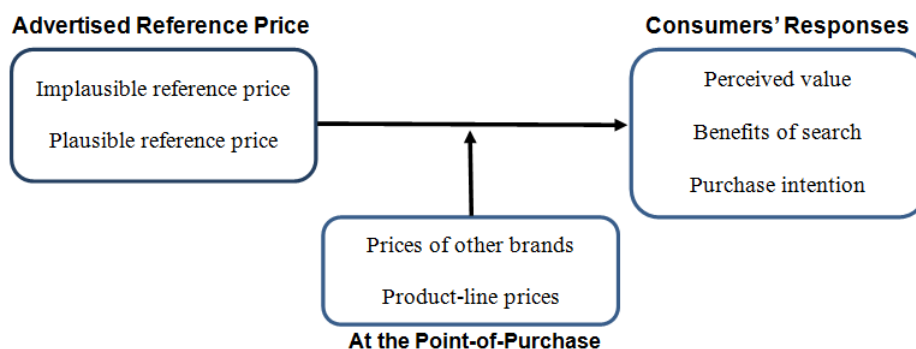 Advertised Reference Price
Implausible reference price
Plausible reference price
Consumers’ Responses
Perceived value
Benefits of search
Purchase intention
Prices of other brands
Product-line prices
At the Point-of-Purchase